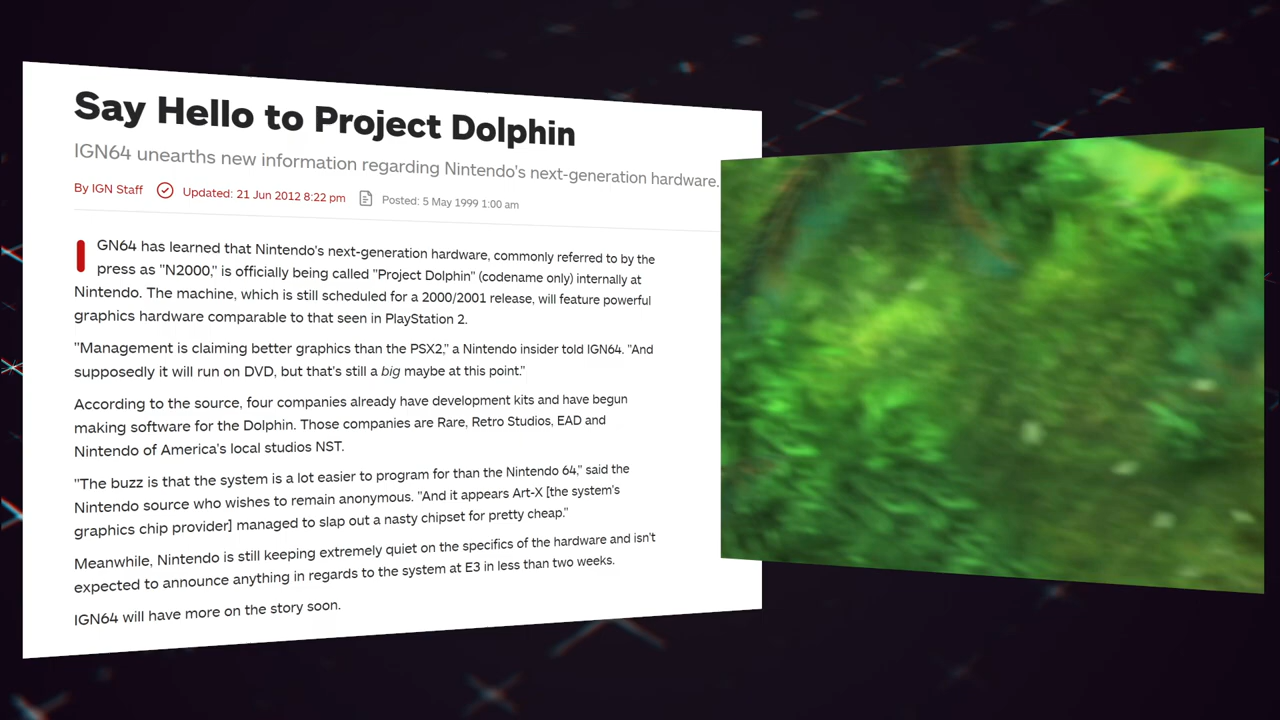 Say Hello to Project Dolphin
IGN64 unearths new information regarding Nintendo's next-generation hardware.
By IGN Staff Updated: 21 Jun 2012 8:22 pm Posted: 5 May 1999 1:00 am
IGN64 has learned that Nintendo's next-generation hardware, commonly referred to by the
press as "N2000," is officially being called "Project Dolphin" (codename only) internally at
Nintendo. The machine, which is still scheduled for a 2000/2001 release, will feature powerful
graphics hardware comparable to that seen in PlayStation 2.
"Management is claiming better graphics than the PSX2," a Nintendo insider told IGN64. "And
supposedly it will run on DVD, but that's still a big maybe at this point."
According to the source, four companies already have development kits and have begun
making software for the Dolphin. Those companies are Rare, Retro Studios, EAD and
Nintendo of America's local studios NST.
"The buzz is that the system is a lot easier to program for than the Nintendo 64," said the
Nintendo source who wishes to remain anonymous. "And it appears Art-X [the system's
graphics chip provider] managed to slap out a nasty chipset for pretty cheap."
Meanwhile, Nintendo is still keeping extremely quiet on the specifics of the hardware and isn't
expected to announce anything in regards to the system at E3 in less than two weeks.
IGN64 will have more on the story soon.